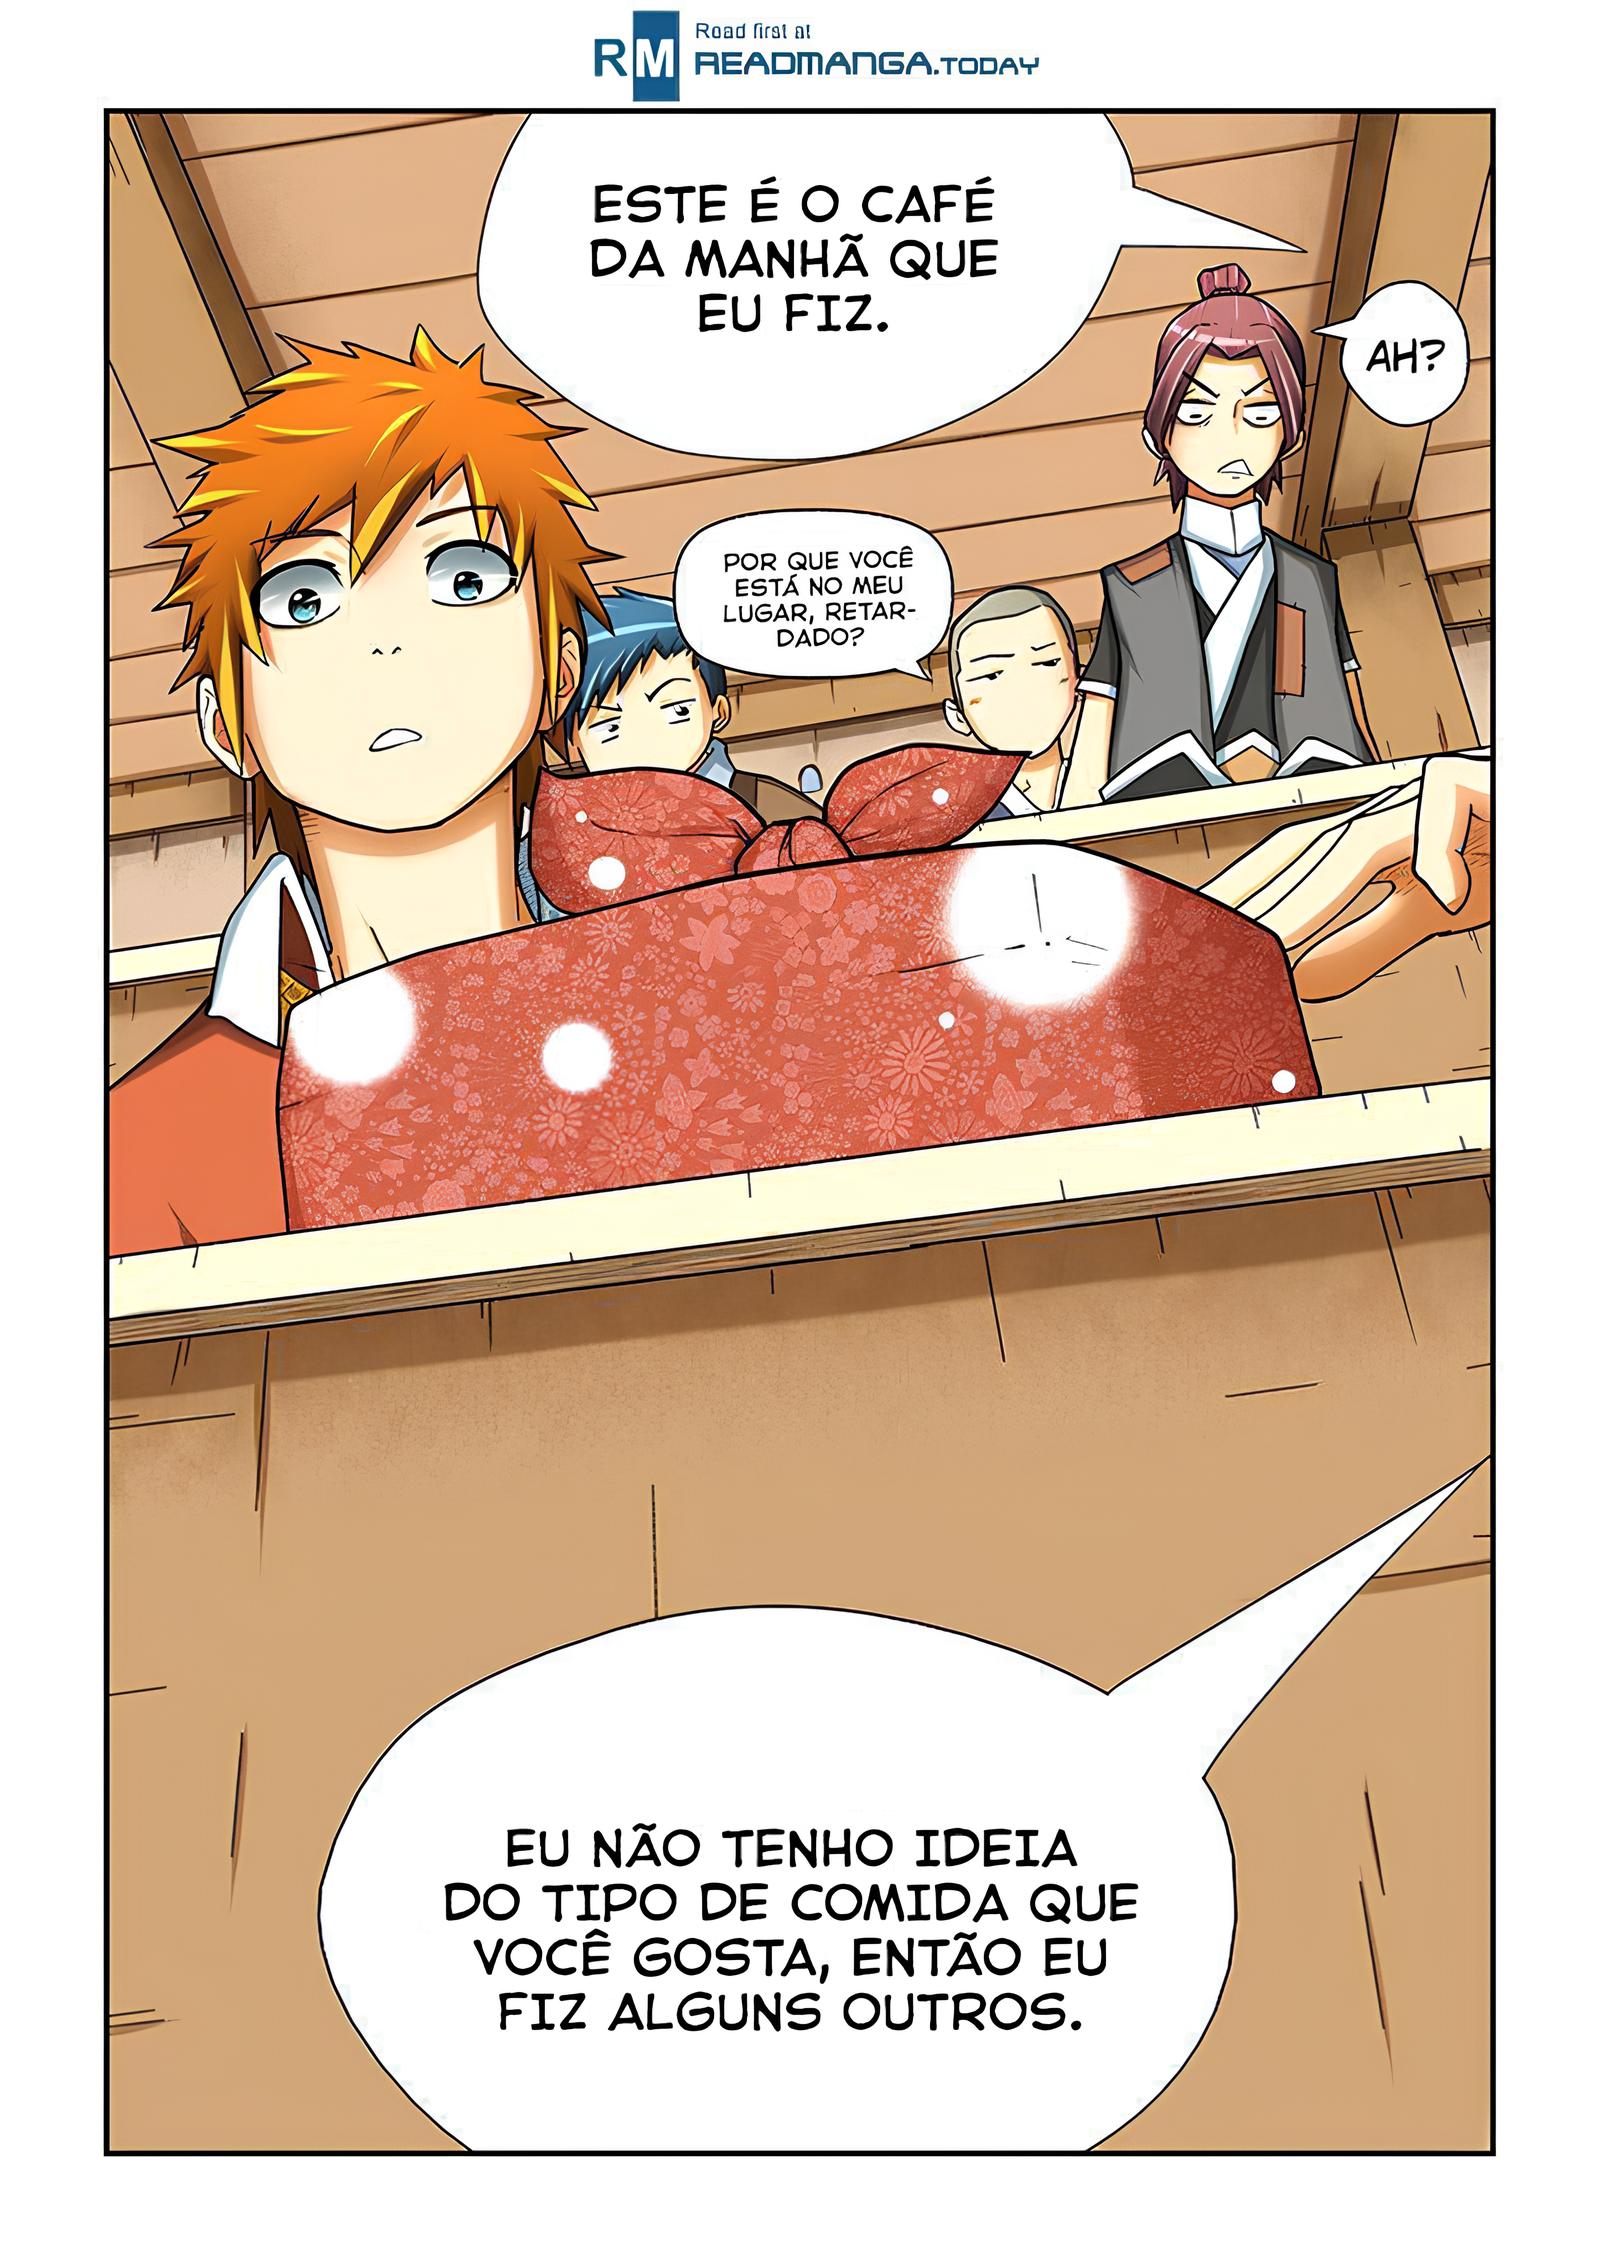 RM
Read first at
READMANGA.TODAY
ESTE É O CAFÉ
DA MANHÃ QUE
EU FIZ.
AH?
POR QUE VOCÊ
ESTÁ NO MEU
LUGAR, RETAR-
DADO?
EU NÃO TENHO IDEIA
DO TIPO DE COMIDA QUE
VOCÊ GOSTA, ENTÃO EU
FIZ ALGUNS OUTROS.